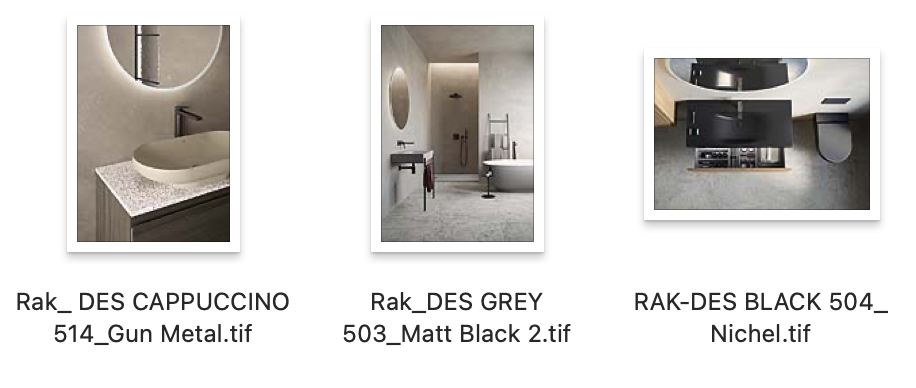 Rak_ DES CAPPUCCINO
514_Gun Metal.tif
Rak_DES GREY
503_Matt Black 2.tif
RAK-DES BLACK 504_
Nichel.tif